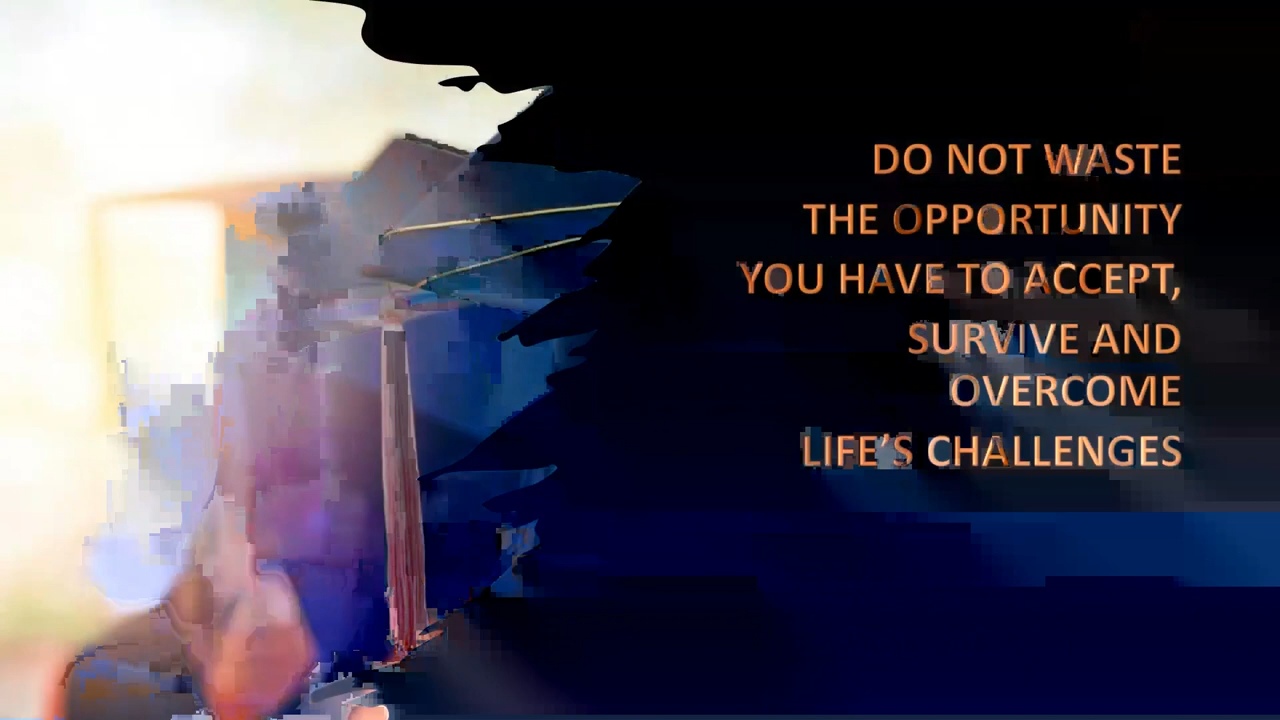 DO NOT WASTE
THE OPPORTUNITY
YOU HAVE TO ACCEPT,
SURVIVE AND
OVERCOME
LIFE'S CHALLENGES